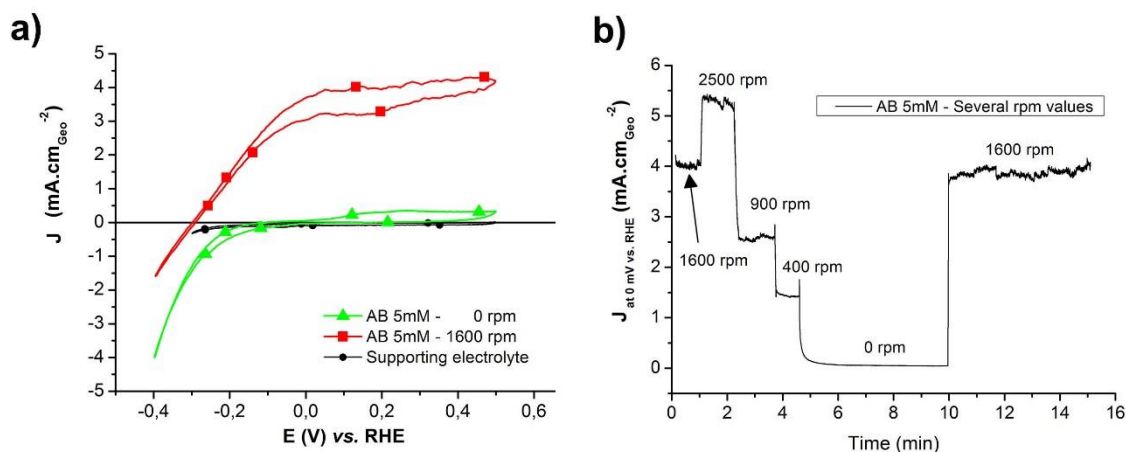 a)
5
4
3
2
1
0
-1
-2
-3
-4
-5
J (mA.cm Geo -2)
-0,4
-0,2
0,0
0,2
0,4
0,6
E (V) vs. RHE
AB 5mM - 0 rpm
AB 5mM - 1600 rpm
Supporting electrolyte
b)
6
5
4
3
2
1
0
J at 0 mV vs. RHE (mA.cm Geo -2)
2500 rpm
AB 5mM - Several rpm values
1600 rpm
900 rpm
1600 rpm
400 rpm
0 rpm
0
2
4
6
8
10
12
14
16
Time (min)